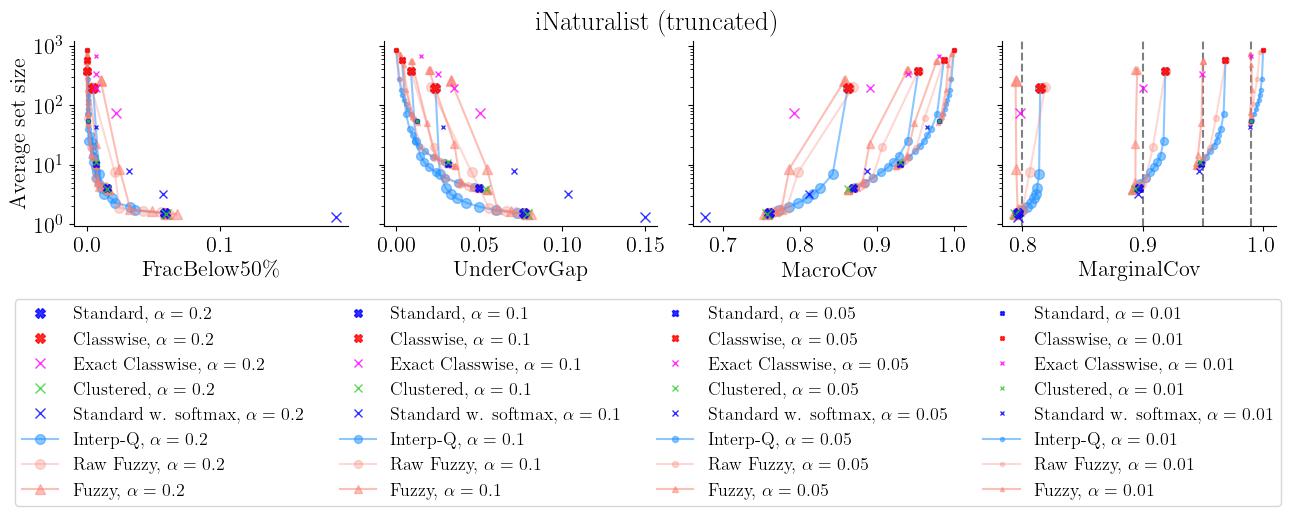 iNaturalist (truncated)
Average set size
10³
10²
10¹
10⁰
0.0 0.1
FracBelow50%
0.00 0.05 0.10 0.15
UnderCovGap
0.7 0.8 0.9 1.0
MacroCov
0.8 0.9 1.0
MarginalCov
Standard, α = 0.2 Standard, α = 0.1 Standard, α = 0.05 Standard, α = 0.01
Classwise, α = 0.2 Classwise, α = 0.1 Classwise, α = 0.05 Classwise, α = 0.01
Exact Classwise, α = 0.2 Exact Classwise, α = 0.1 Exact Classwise, α = 0.05 Exact Classwise, α = 0.01
Clustered, α = 0.2 Clustered, α = 0.1 Clustered, α = 0.05 Clustered, α = 0.01
Standard w. softmax, α = 0.2 Standard w. softmax, α = 0.1 Standard w. softmax, α = 0.05 Standard w. softmax, α = 0.01
Interp-Q, α = 0.2 Interp-Q, α = 0.1 Interp-Q, α = 0.05 Interp-Q, α = 0.01
Raw Fuzzy, α = 0.2 Raw Fuzzy, α = 0.1 Raw Fuzzy, α = 0.05 Raw Fuzzy, α = 0.01
Fuzzy, α = 0.2 Fuzzy, α = 0.1 Fuzzy, α = 0.05 Fuzzy, α = 0.01